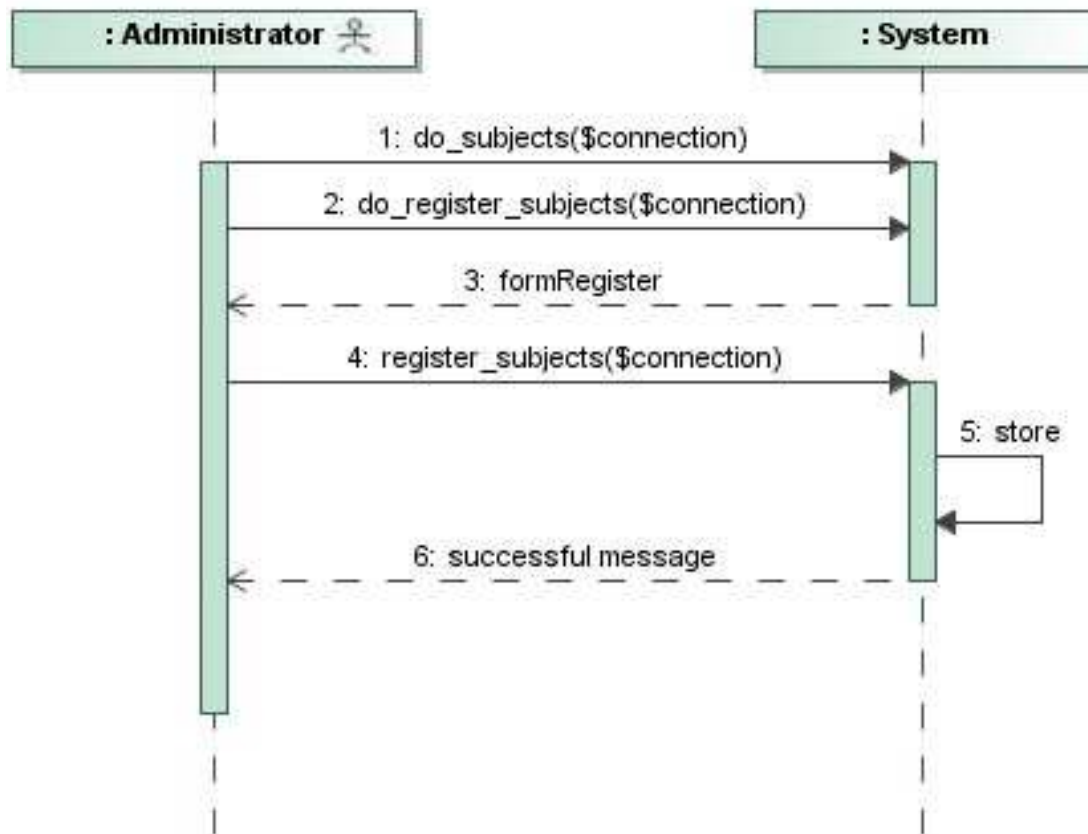 : Administrator
: System
1: do_subjects($connection)
2: do_register_subjects($connection)
3: formRegister
4: register_subjects($connection)
5: store
6: successful message